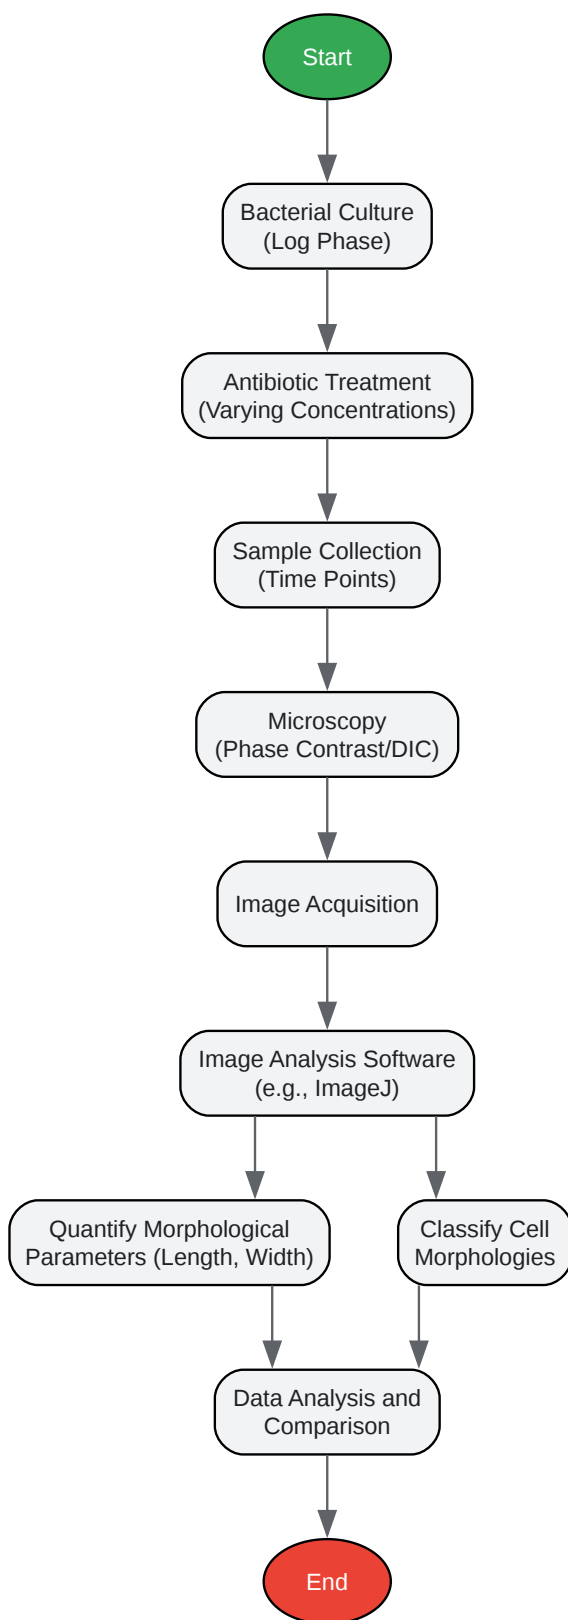 Start
Bacterial Culture
(Log Phase)
Antibiotic Treatment
(Varying Concentrations)
Sample Collection
(Time Points)
Microscopy
(Phase Contrast/DIC)
Image Acquisition
Image Analysis Software
(e.g., ImageJ)
Quantify Morphological
Parameters (Length, Width)
Classify Cell
Morphologies
Data Analysis and
Comparison
End